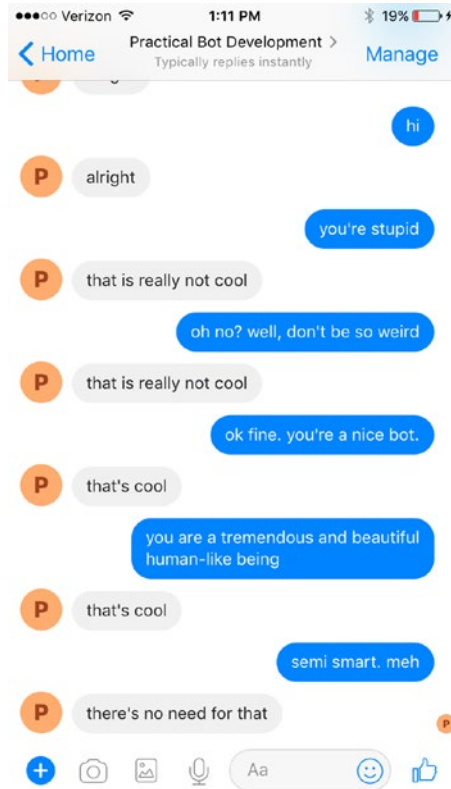 Verizon 1:11 PM 19%
Home Practical Bot Development > Manage
Typically replies instantly
hi
P alright
you're stupid
P that is really not cool
oh no? well, don't be so weird
P that is really not cool
ok fine. you're a nice bot.
P that's cool
you are a tremendous and beautiful
human-like being
P that's cool
semi smart. meh
P there's no need for that
P
Aa